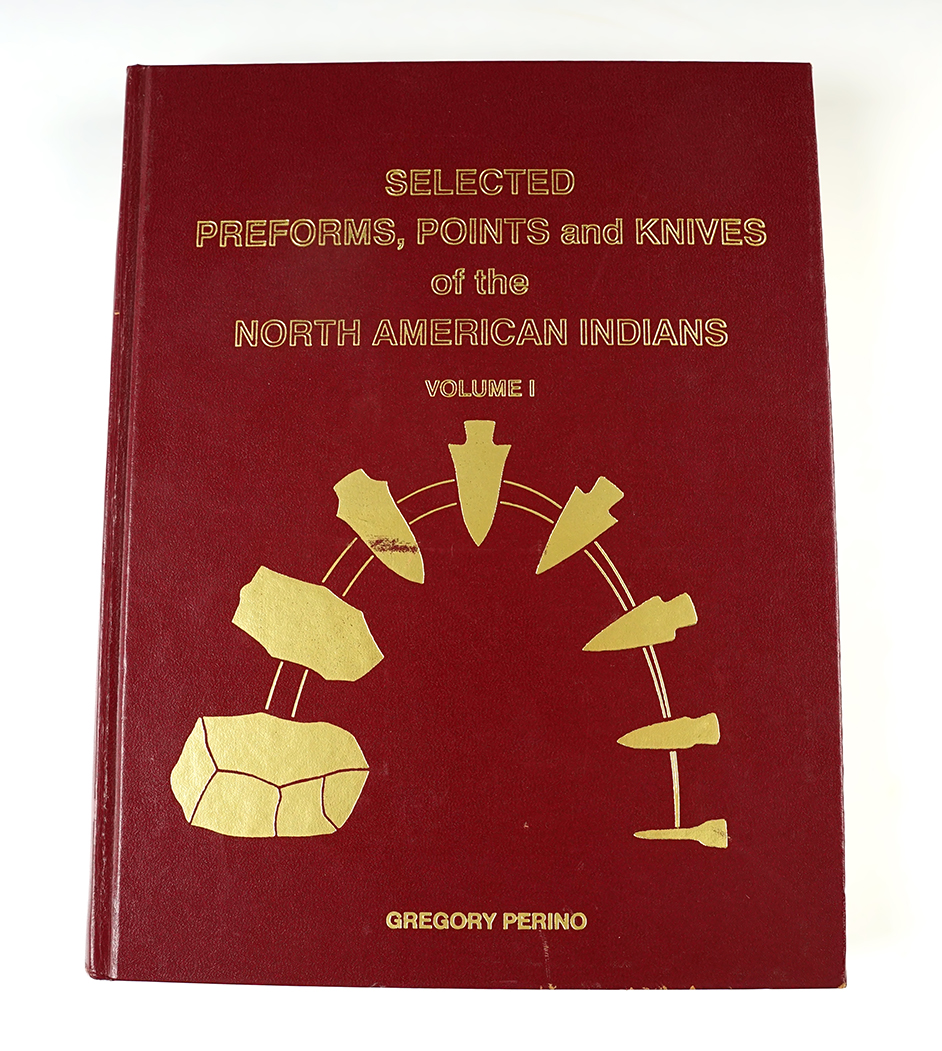 SELECTED
PREFORMS, POINTS and KNIVES
of the
NORTH AMERICAN INDIANS
VOLUME I
GREGORY PERINO